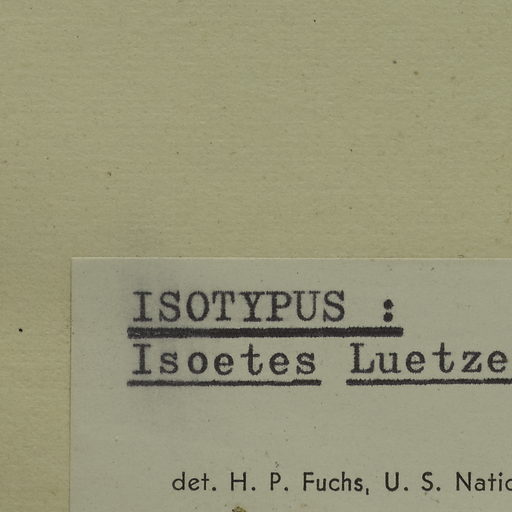 ISOTYPUS :
Isoetes Luetze
det. H. P. Fuchs, U. S. Natio